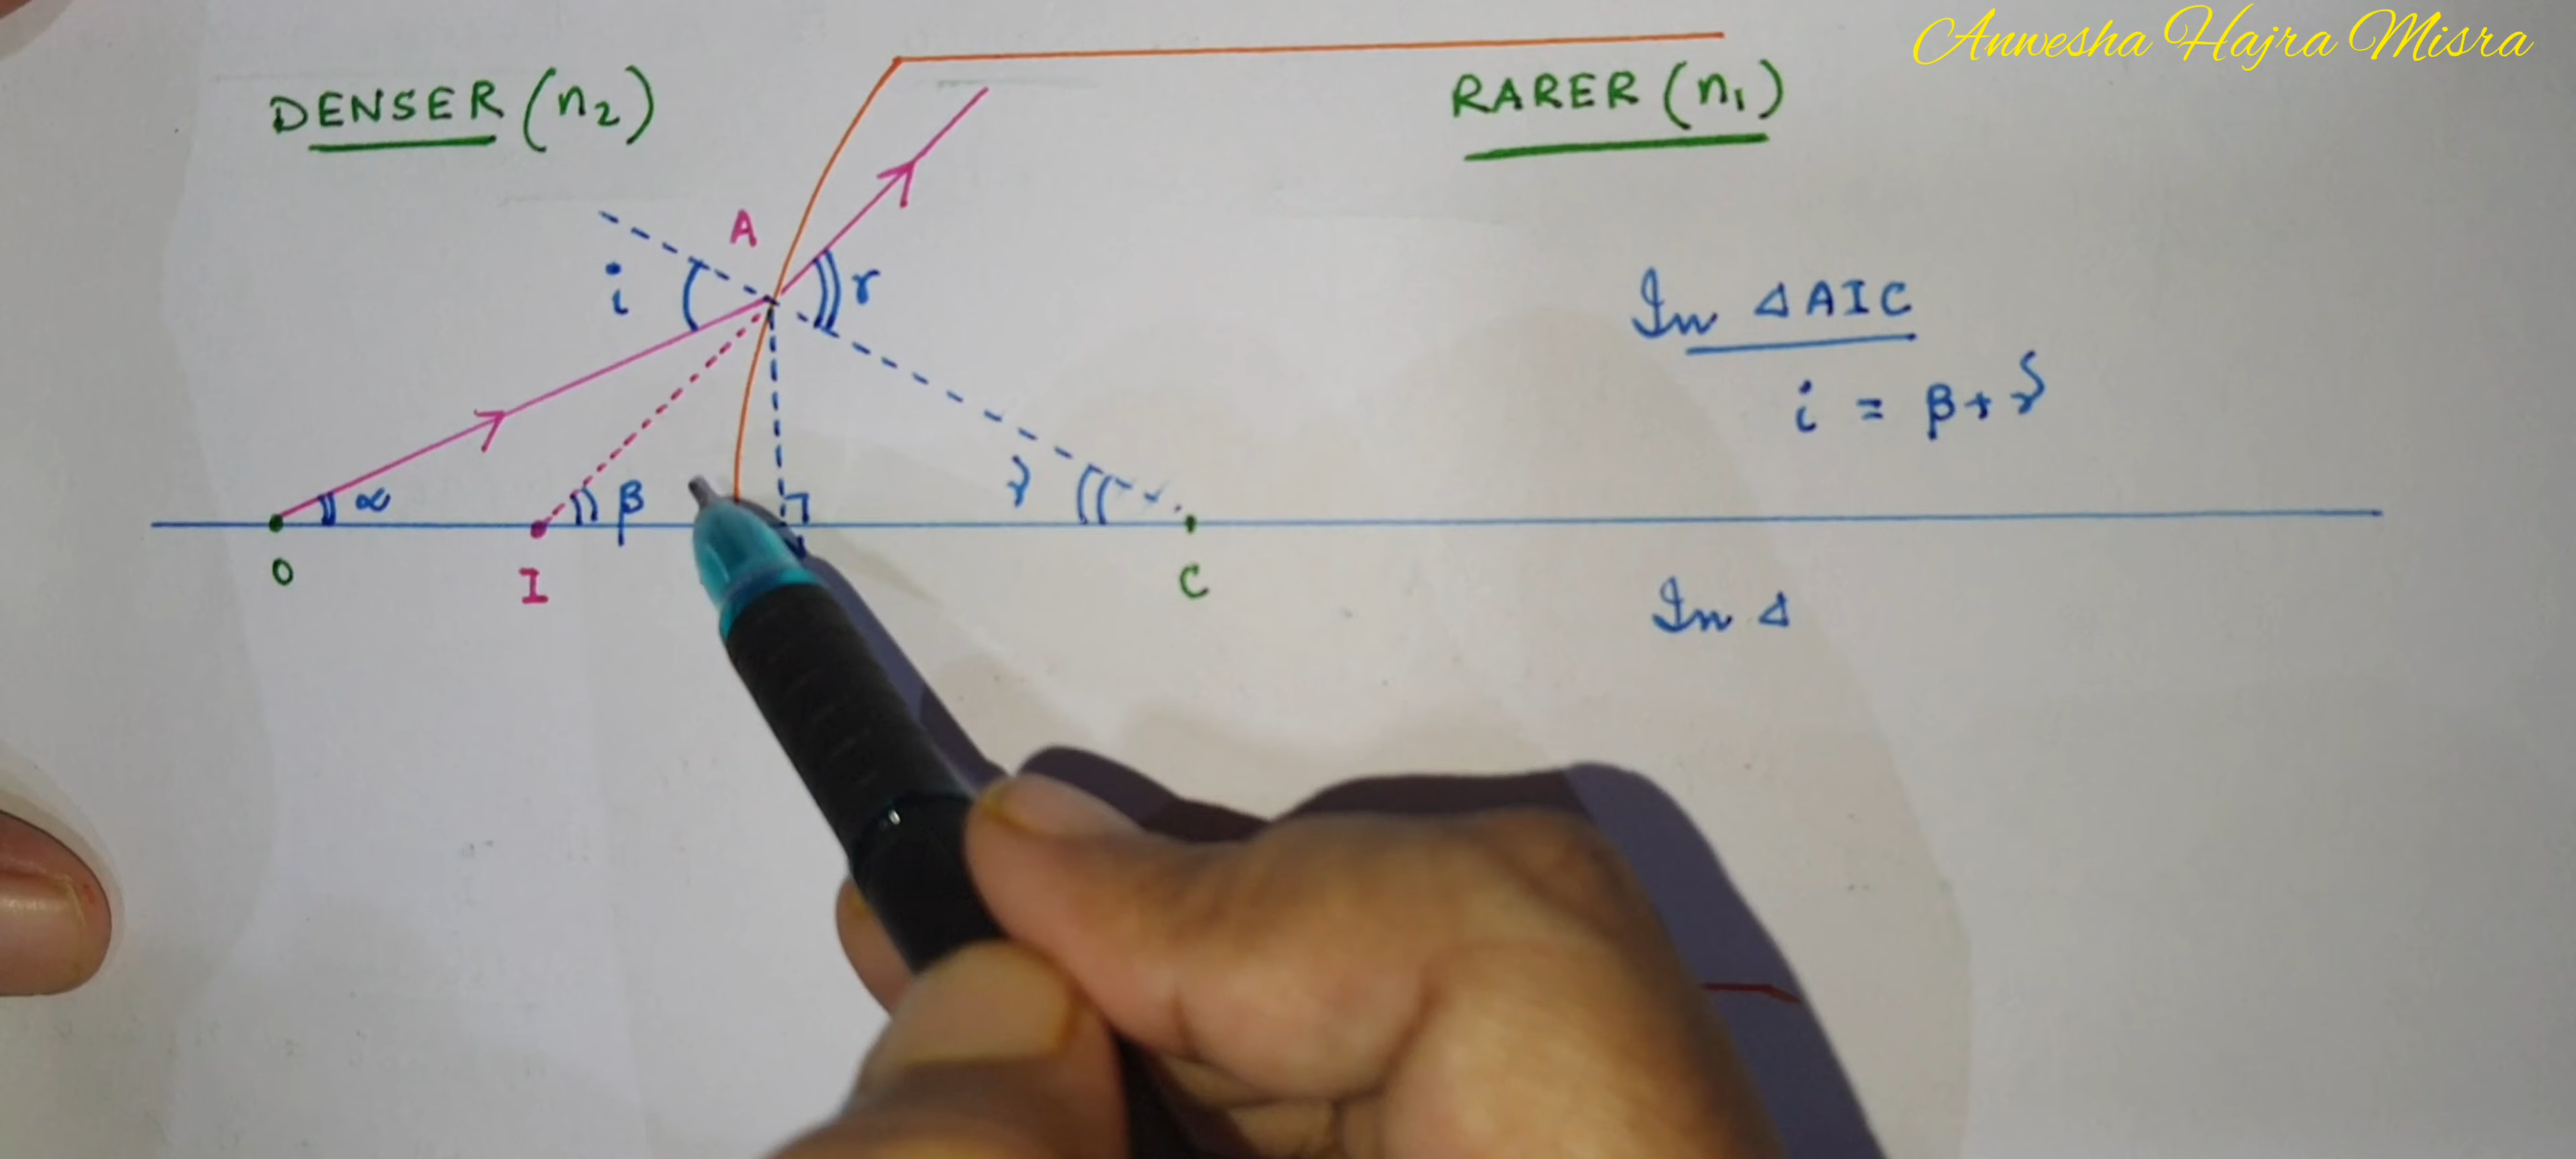 Anwesha Hajra Misra
DENSER (n₂)
RARER (n₁)
A
i
r
In ΔAIC
i = β + γ
α
β
γ
O
I
C
In Δ